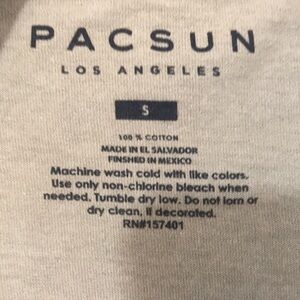 PACSUN
LOS ANGELES
S
100 % COTTON
MADE IN EL SALVADOR
FINSHED IN MEXICO
Machine wash cold with like colors.
Use only non-chlorine bleach when
needed. Tumble dry low. Do not iorn or
dry clean, if decorated.
RN#157401